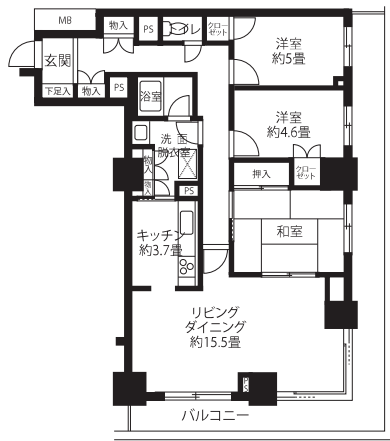 MB
物入
PS
トイレ
クロー
ゼット
洋室
約5畳
玄関
下足入
物入
PS
浴室
洋室
約4.6畳
洗面
脱衣室
物入
物入
PS
押入
クロー
ゼット
キッチン
約3.7畳
和室
リビング
ダイニング
約15.5畳
バルコニー